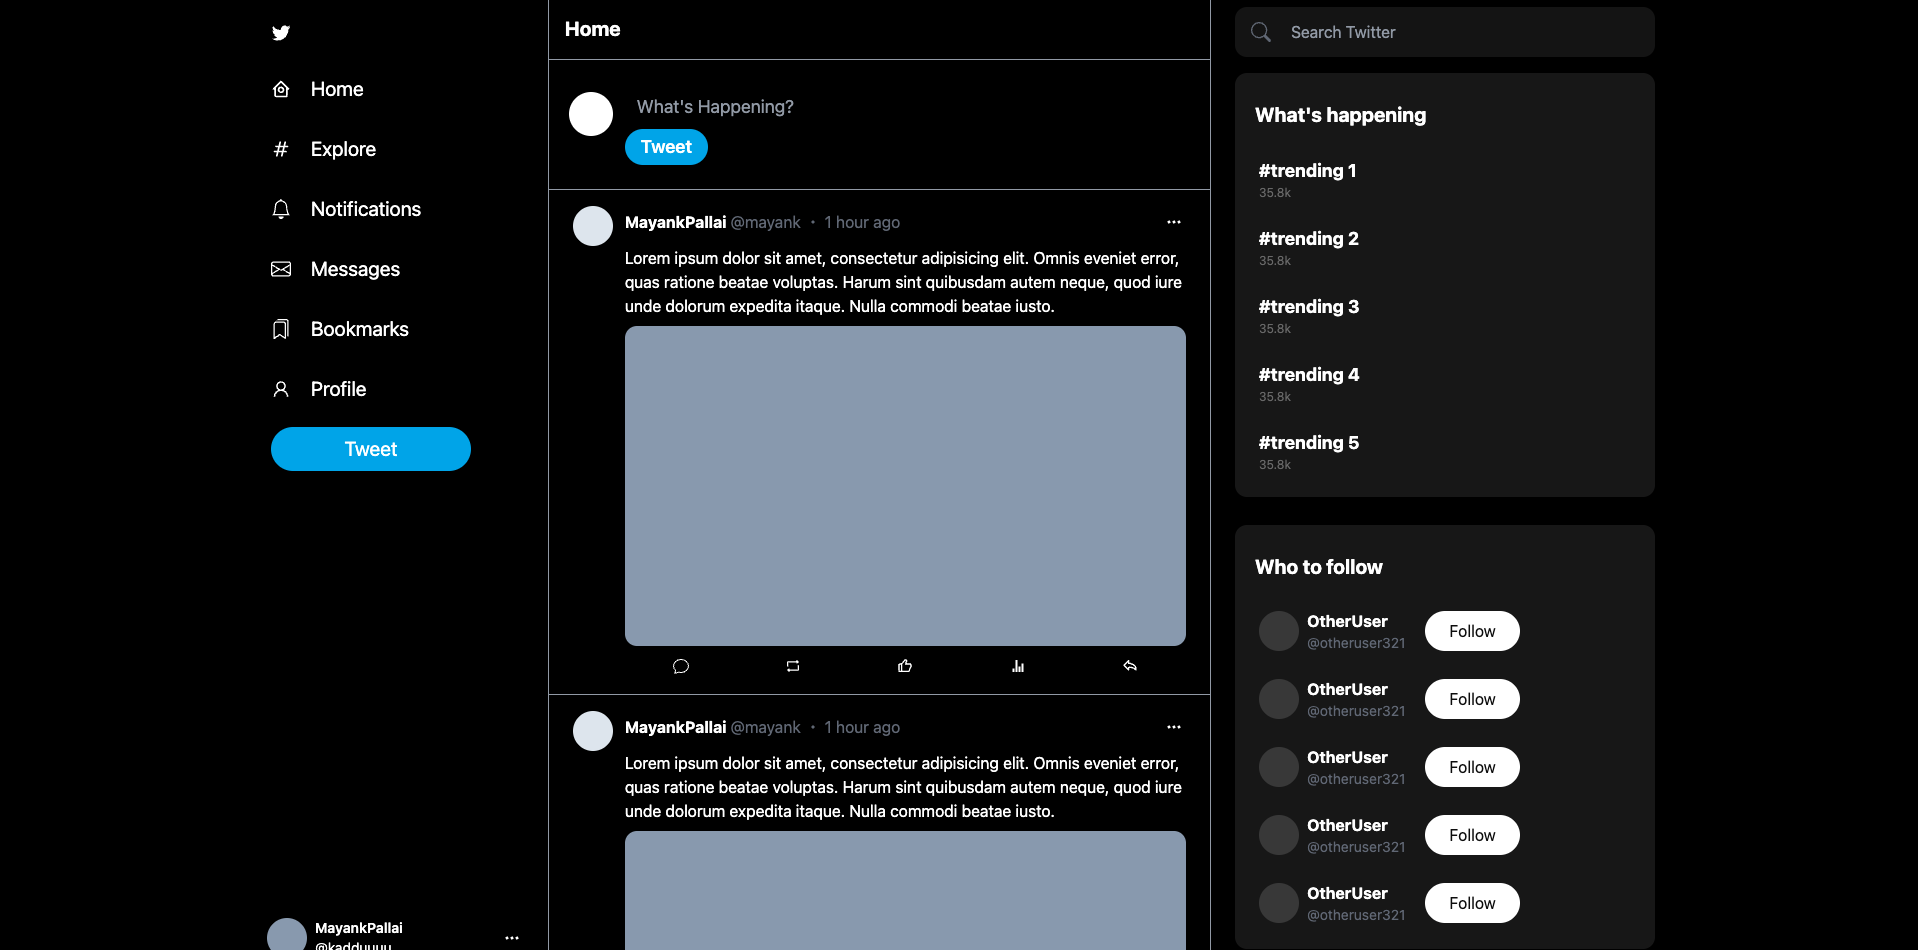 Home
Explore
Notifications
Messages
Bookmarks
Profile
Tweet
MayankPallai
@kadduuuu
Home
What's Happening?
Tweet
MayankPallai @mayank · 1 hour ago
Lorem ipsum dolor sit amet, consectetur adipisicing elit. Omnis eveniet error,
quas ratione beatae voluptas. Harum sint quibusdam autem neque, quod iure
unde dolorum expedita itaque. Nulla commodi beatae iusto.
MayankPallai @mayank · 1 hour ago
Lorem ipsum dolor sit amet, consectetur adipisicing elit. Omnis eveniet error,
quas ratione beatae voluptas. Harum sint quibusdam autem neque, quod iure
unde dolorum expedita itaque. Nulla commodi beatae iusto.
Search Twitter
What's happening
#trending 1
35.8k
#trending 2
35.8k
#trending 3
35.8k
#trending 4
35.8k
#trending 5
35.8k
Who to follow
OtherUser
@otheruser321
Follow
OtherUser
@otheruser321
Follow
OtherUser
@otheruser321
Follow
OtherUser
@otheruser321
Follow
OtherUser
@otheruser321
Follow